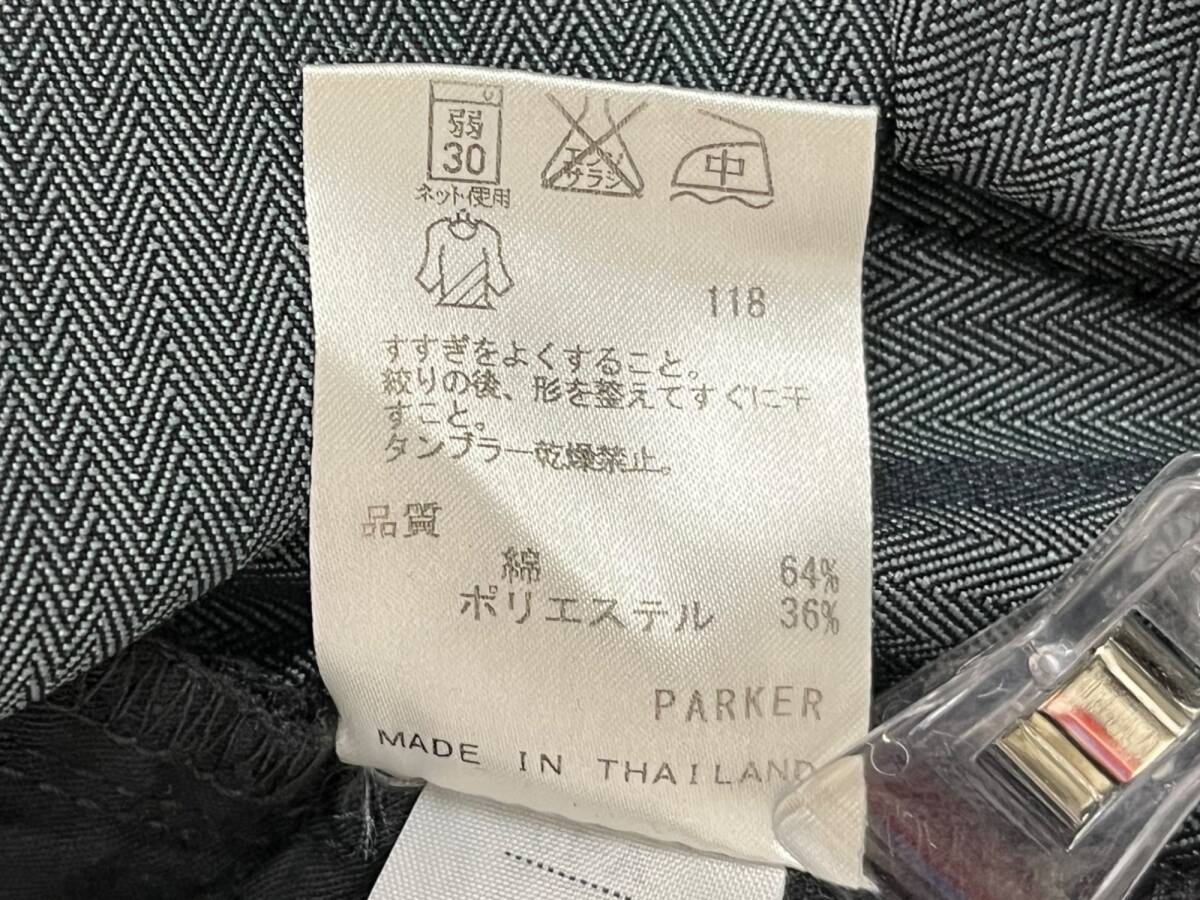 弱
30
ネット使用
エンソ
サラシ
中
118
すすぎをよくすること。
絞りの後、形を整えてすぐに干
すこと。
タンブラー乾燥禁止。
品質
綿 64%
ポリエステル 36%
PARKER
MADE IN THAILAND